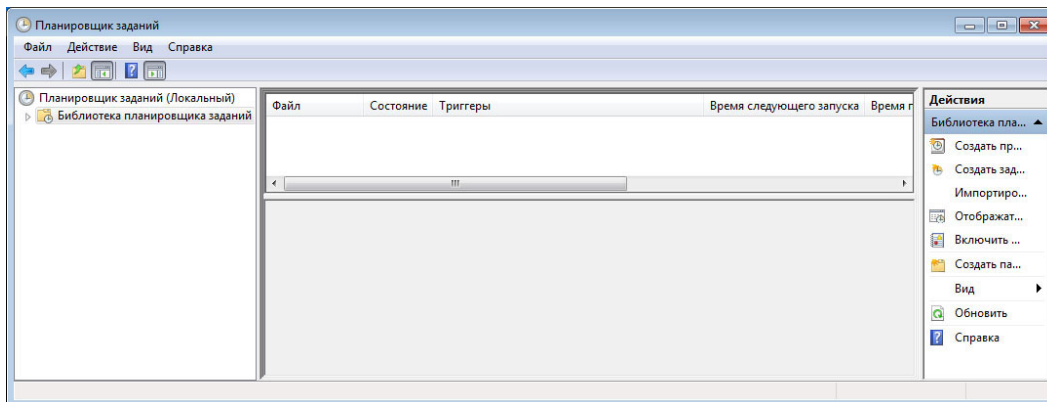 Планировщик заданий
Файл Действие Вид Справка
Планировщик заданий (Локальный)
Библиотека планировщика заданий
Файл Состояние Триггеры Время следующего запуска Время п
Действия
Библиотека пла...
Создать пр...
Создать зад...
Импортиро...
Отображат...
Включить ...
Создать па...
Вид
Обновить
Справка